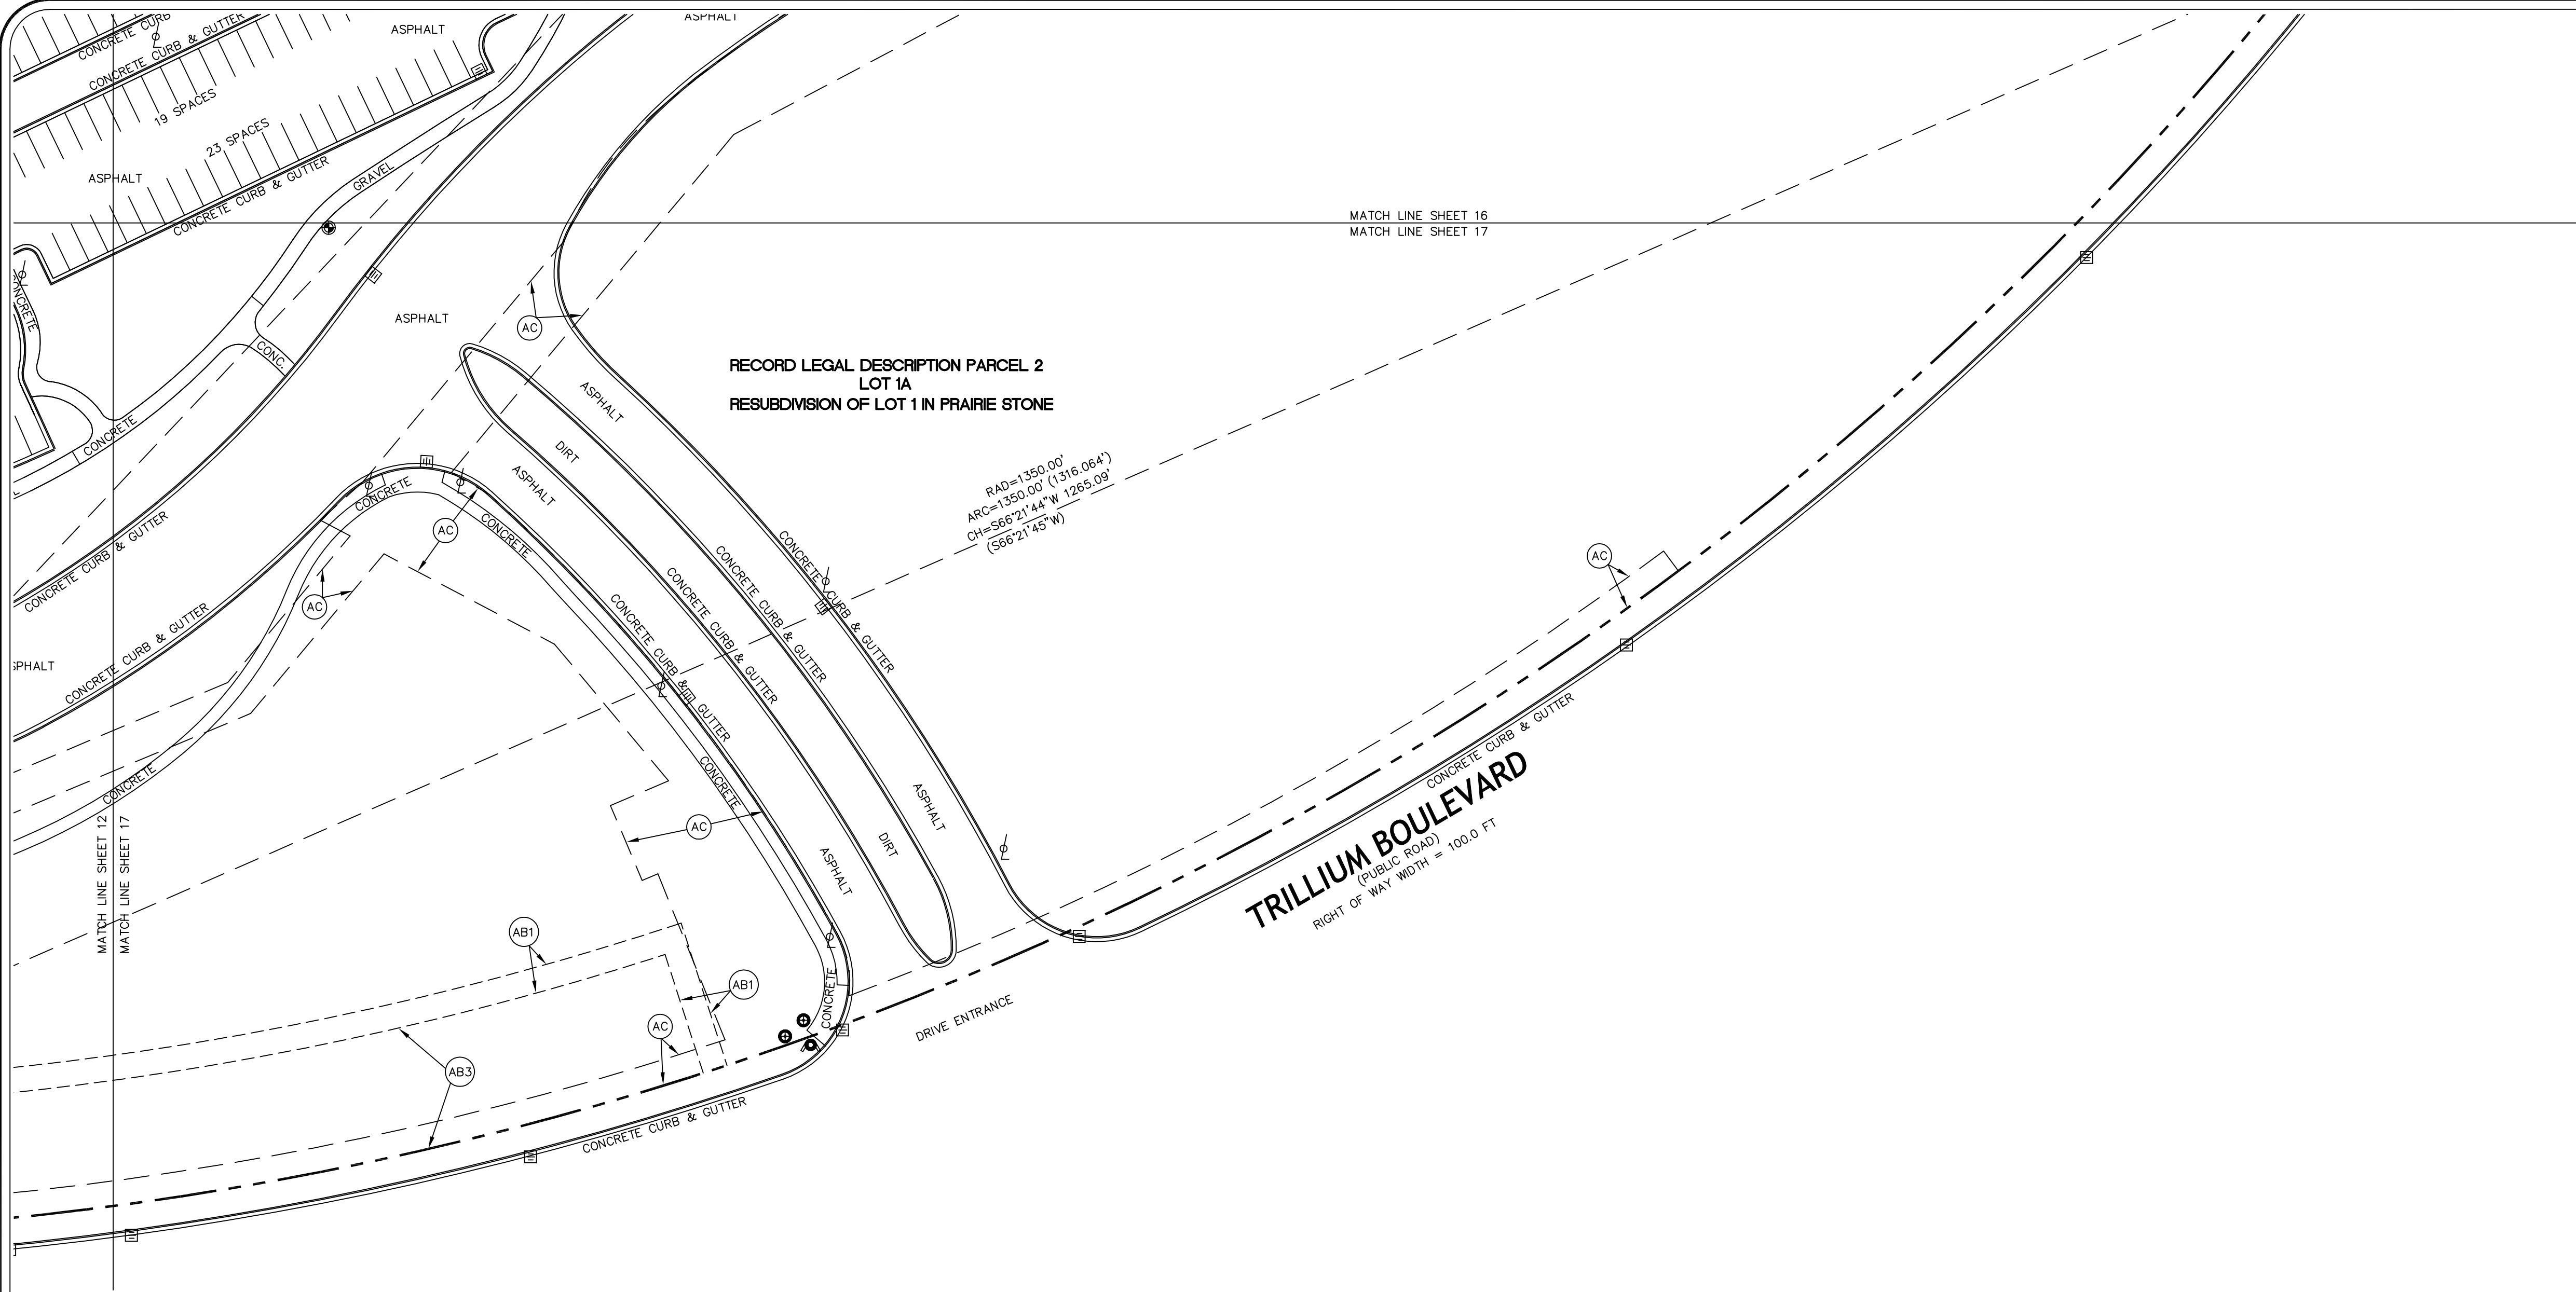 ASPHALT
ASPHALT
CONCRETE CURB
CONCRETE CURB & GUTTER
19 SPACES
23 SPACES
ASPHALT
CONCRETE CURB & GUTTER
GRAVEL
MATCH LINE SHEET 16
MATCH LINE SHEET 17
CONCRETE
ASPHALT
AC
CONC.
RECORD LEGAL DESCRIPTION PARCEL 2
LOT 1A
RESUBDIVISION OF LOT 1 IN PRAIRIE STONE
ASPHALT
CONCRETE
DIRT
ASPHALT
RAD=1350.00'
ARC=1350.00' (1316.064')
CH=S66°21'44"W 1265.09'
(S66°21'45"W)
CONCRETE
AC
CONCRETE
CONCRETE CURB & GUTTER
CONCRETE CURB & GUTTER
CONCRETE CURB & GUTTER
CONCRETE CURB & GUTTER
CONCRETE CURB & GUTTER
AC
AC
CONCRETE CURB & GUTTER
ASPHALT
CONCRETE
CONCRETE
AC
ASPHALT
DIRT
ASPHALT
CONCRETE CURB & GUTTER
TRILLIUM BOULEVARD
(PUBLIC ROAD)
RIGHT OF WAY WIDTH = 100.0 FT
MATCH LINE SHEET 12
MATCH LINE SHEET 17
AB1
AB1
CONCRETE
AC
DRIVE ENTRANCE
AB3
CONCRETE CURB & GUTTER